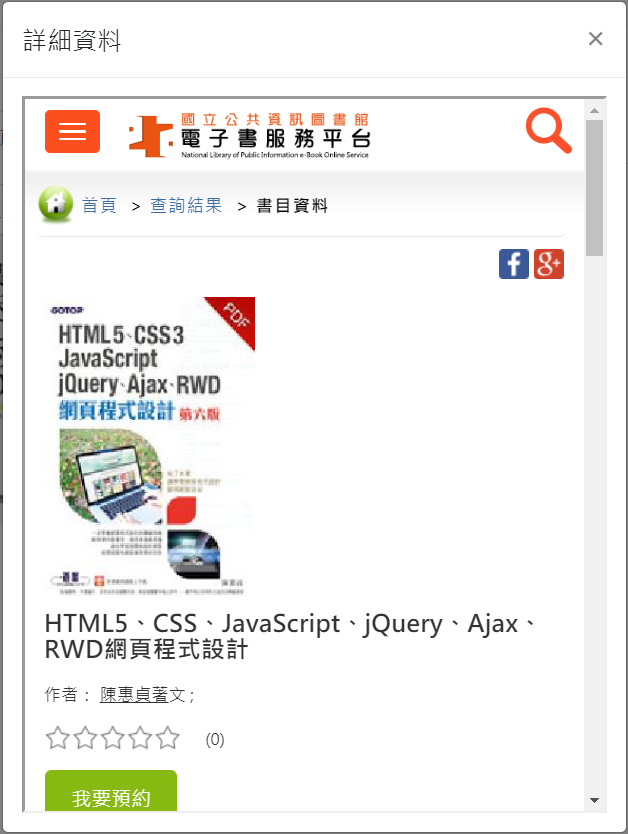 詳細資料
×
國立公共資訊圖書館
電子書服務平台
National Library of Public Information e-Book Online Service
首頁 > 查詢結果 > 書目資料
f g+
GOTOP
PDF
HTML5、CSS3
JavaScript
jQuery、Ajax、RWD
網頁程式設計 第六版
HTML5、CSS、JavaScript、jQuery、Ajax、
RWD網頁程式設計
作者： 陳惠貞著文 ;
(0)
我要預約